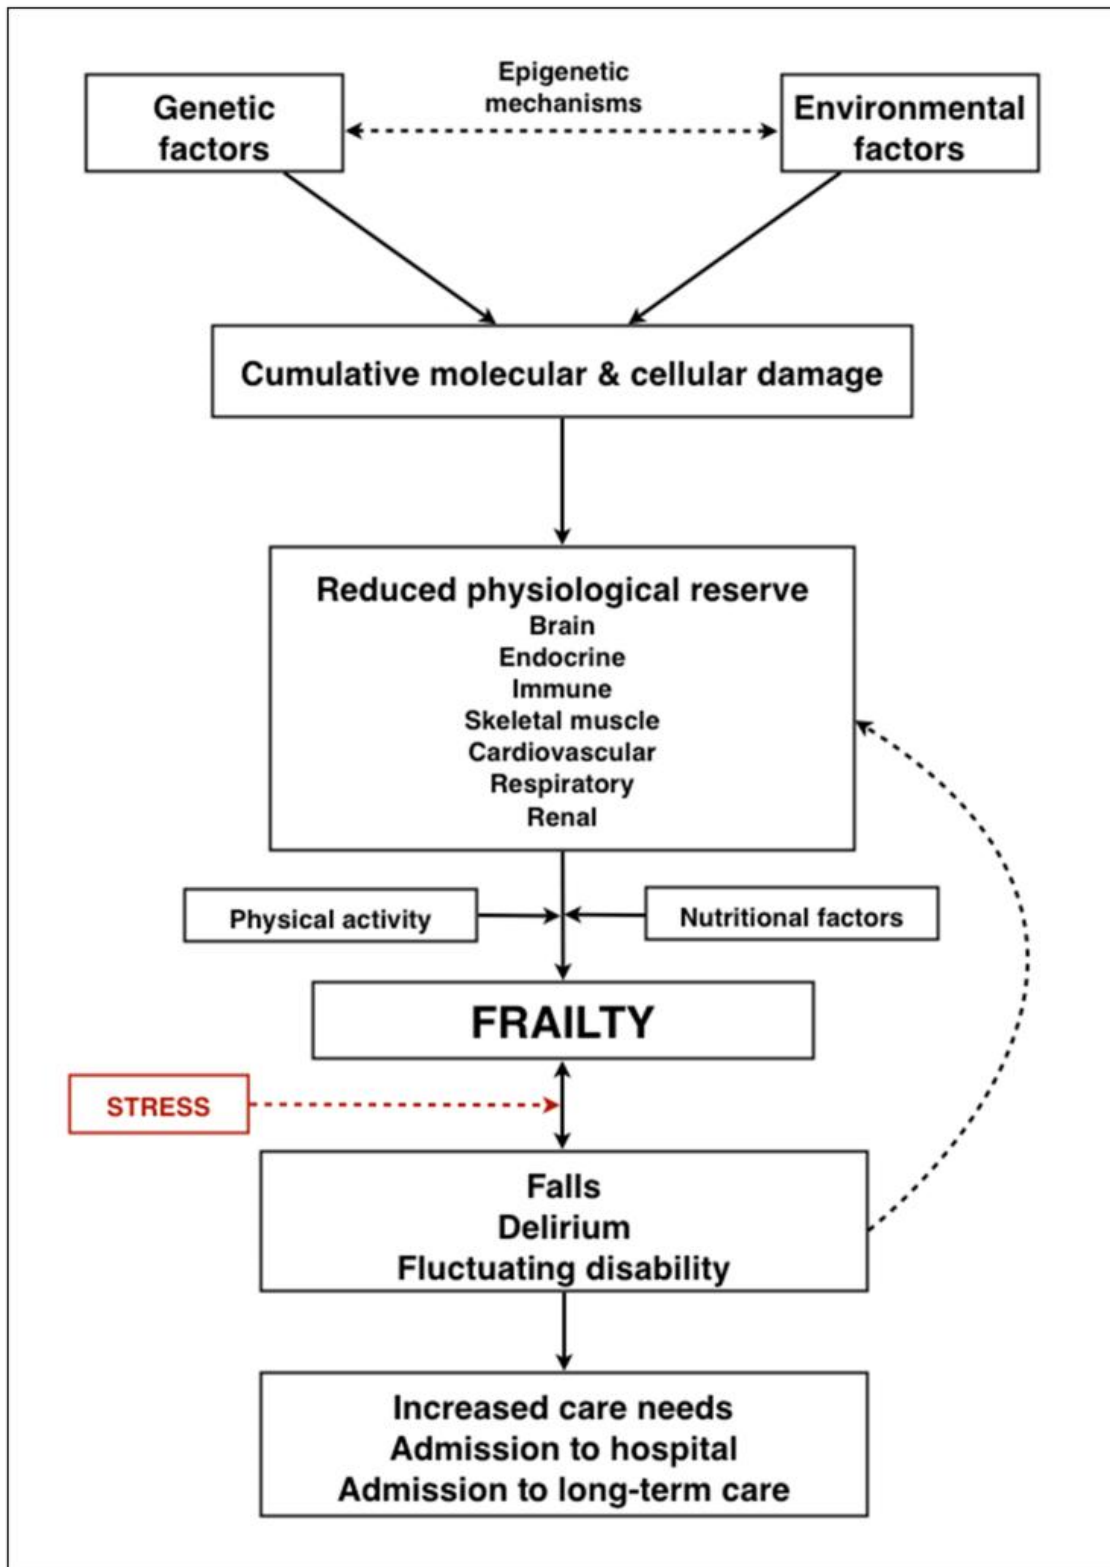 Epigenetic
mechanisms
Genetic
factors
Environmental
factors
Cumulative molecular & cellular damage
Reduced physiological reserve
Brain
Endocrine
Immune
Skeletal muscle
Cardiovascular
Respiratory
Renal
Physical activity
Nutritional factors
FRAILTY
STRESS
Falls
Delirium
Fluctuating disability
Increased care needs
Admission to hospital
Admission to long-term care